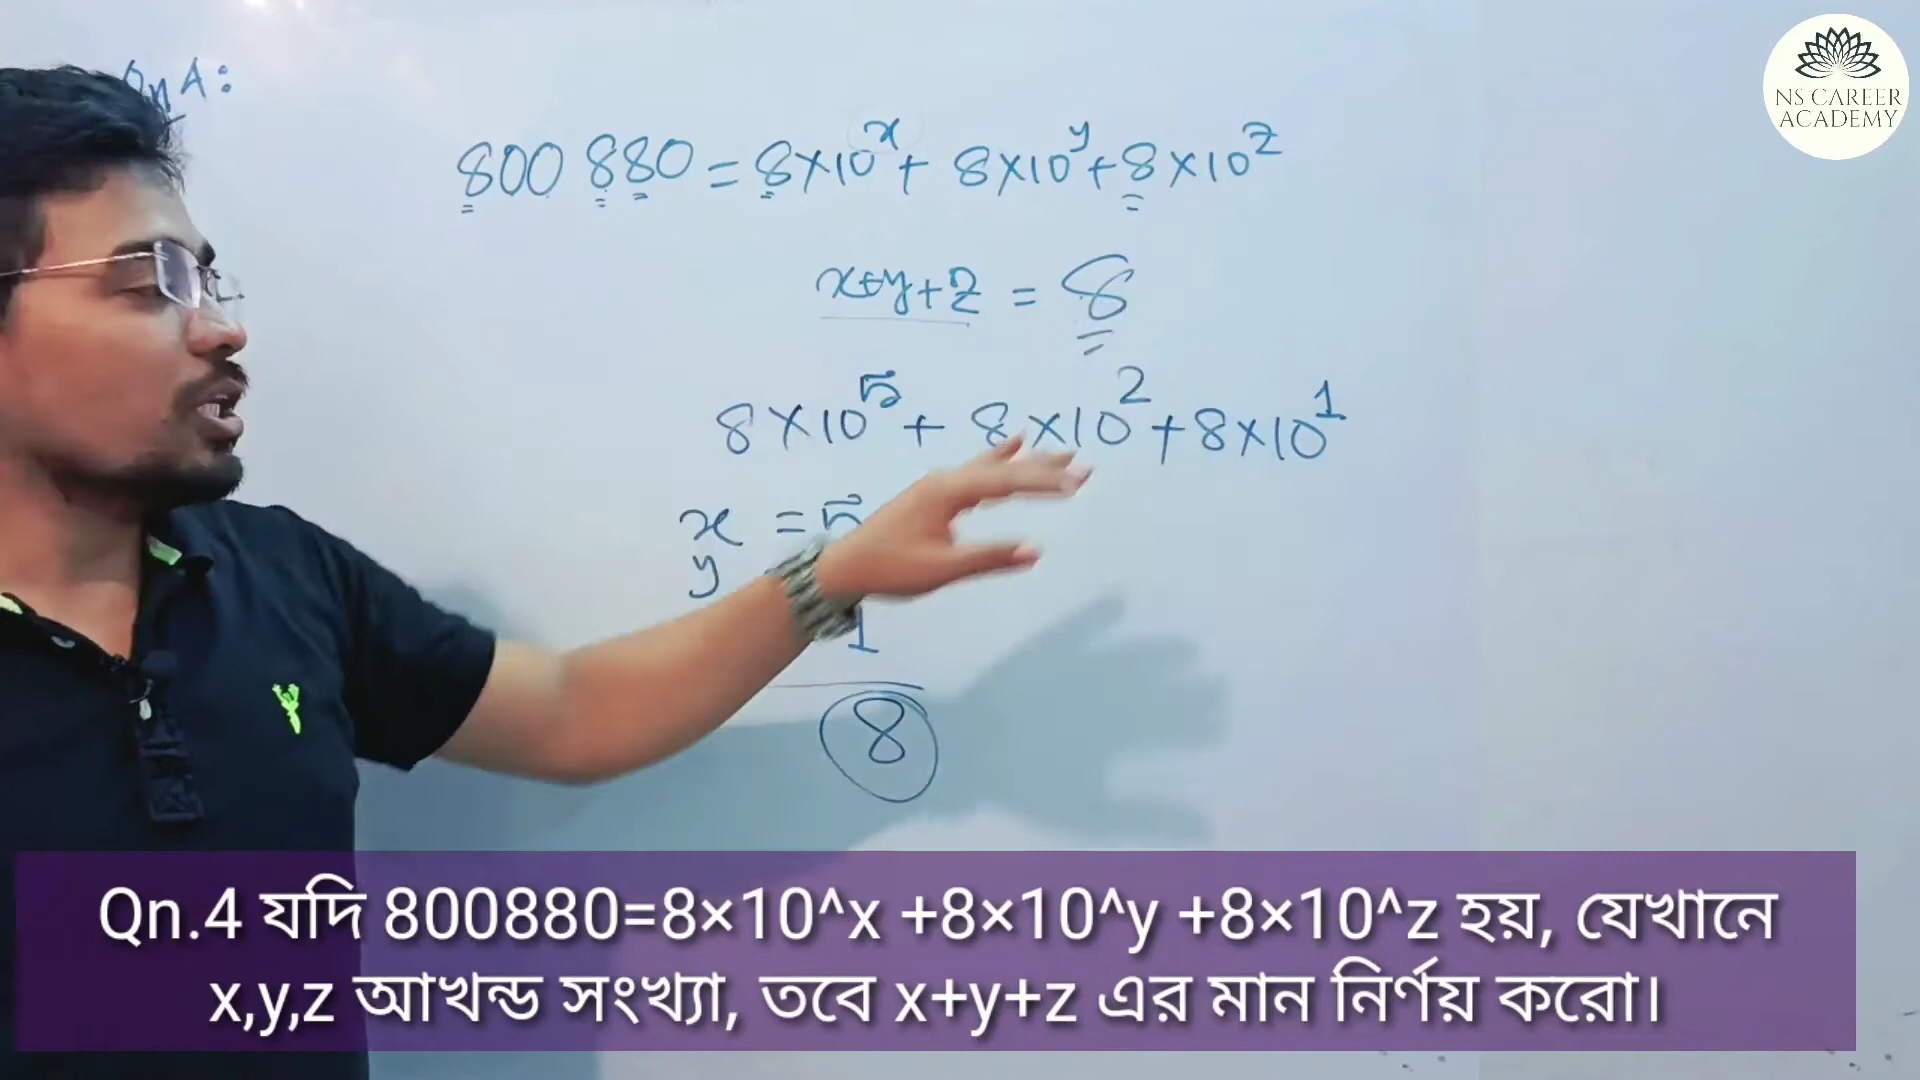 QnA:
NS CAREER
ACADEMY
800 880 = 8×10^x + 8×10^y + 8×10^z
x+y+z = 8
8×10^5 + 8×10^2 + 8×10^1
x = 5
y
1
8
Qn.4 যদি 800880=8×10^x +8×10^y +8×10^z হয়, যেখানে
x,y,z আখন্ড সংখ্যা, তবে x+y+z এর মান নির্ণয় করো।